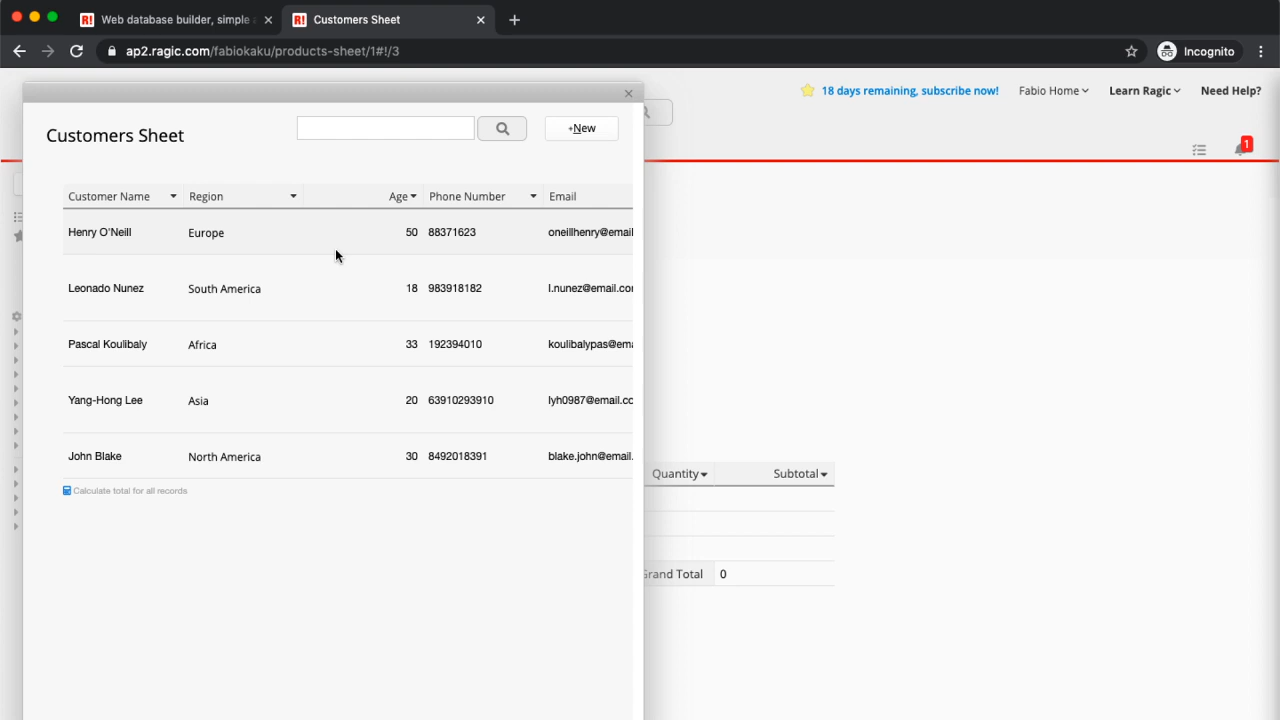 R! Web database builder, simple a
R! Customers Sheet
ap2.ragic.com/fabiokaku/products-sheet/1#!/3
Incognito
18 days remaining, subscribe now!
Fabio Home
Learn Ragic
Need Help?
1
Customers Sheet
+New
Customer Name Region Age Phone Number Email
Henry O'Neill Europe 50 88371623 oneillhenry@email
Leonado Nunez South America 18 983918182 l.nunez@email.co
Pascal Koulibaly Africa 33 192394010 koulibalypas@ema
Yang-Hong Lee Asia 20 63910293910 lyh0987@email.co
John Blake North America 30 8492018391 blake.john@email.
Calculate total for all records
Quantity Subtotal
Grand Total 0